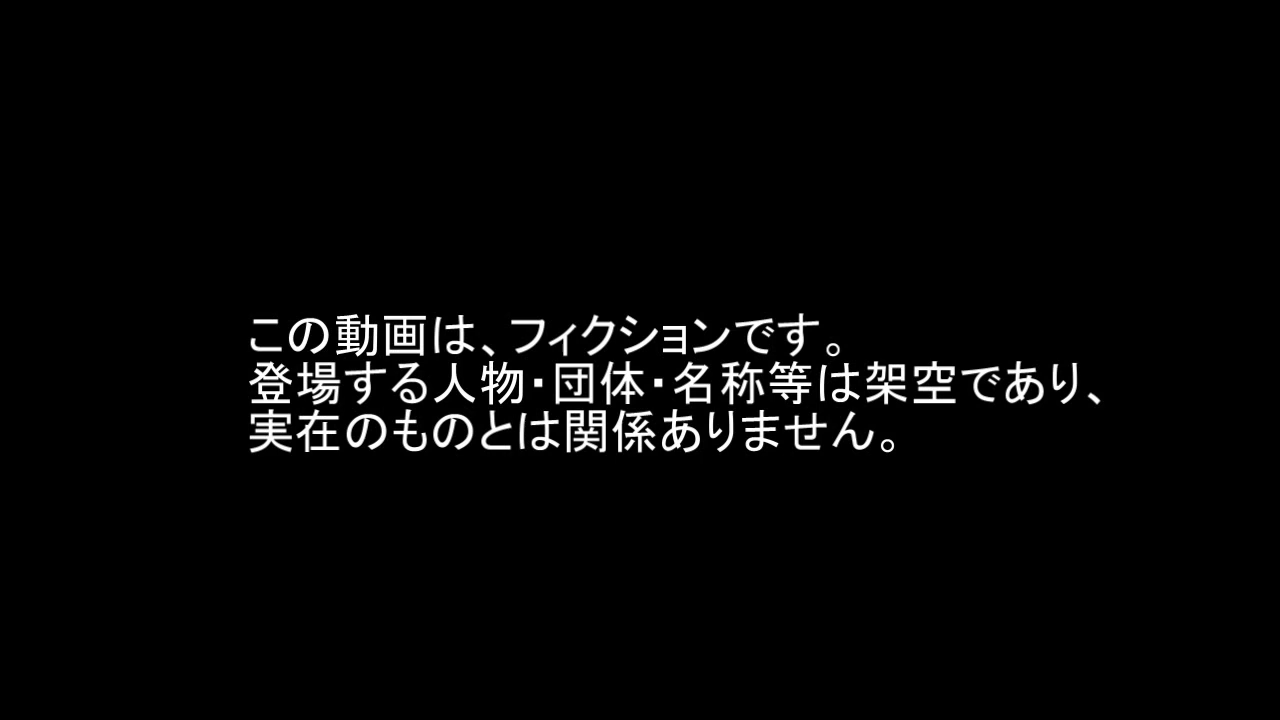 この動画は、フィクションです。
登場する人物・団体・名称等は架空であり、
実在のものとは関係ありません。